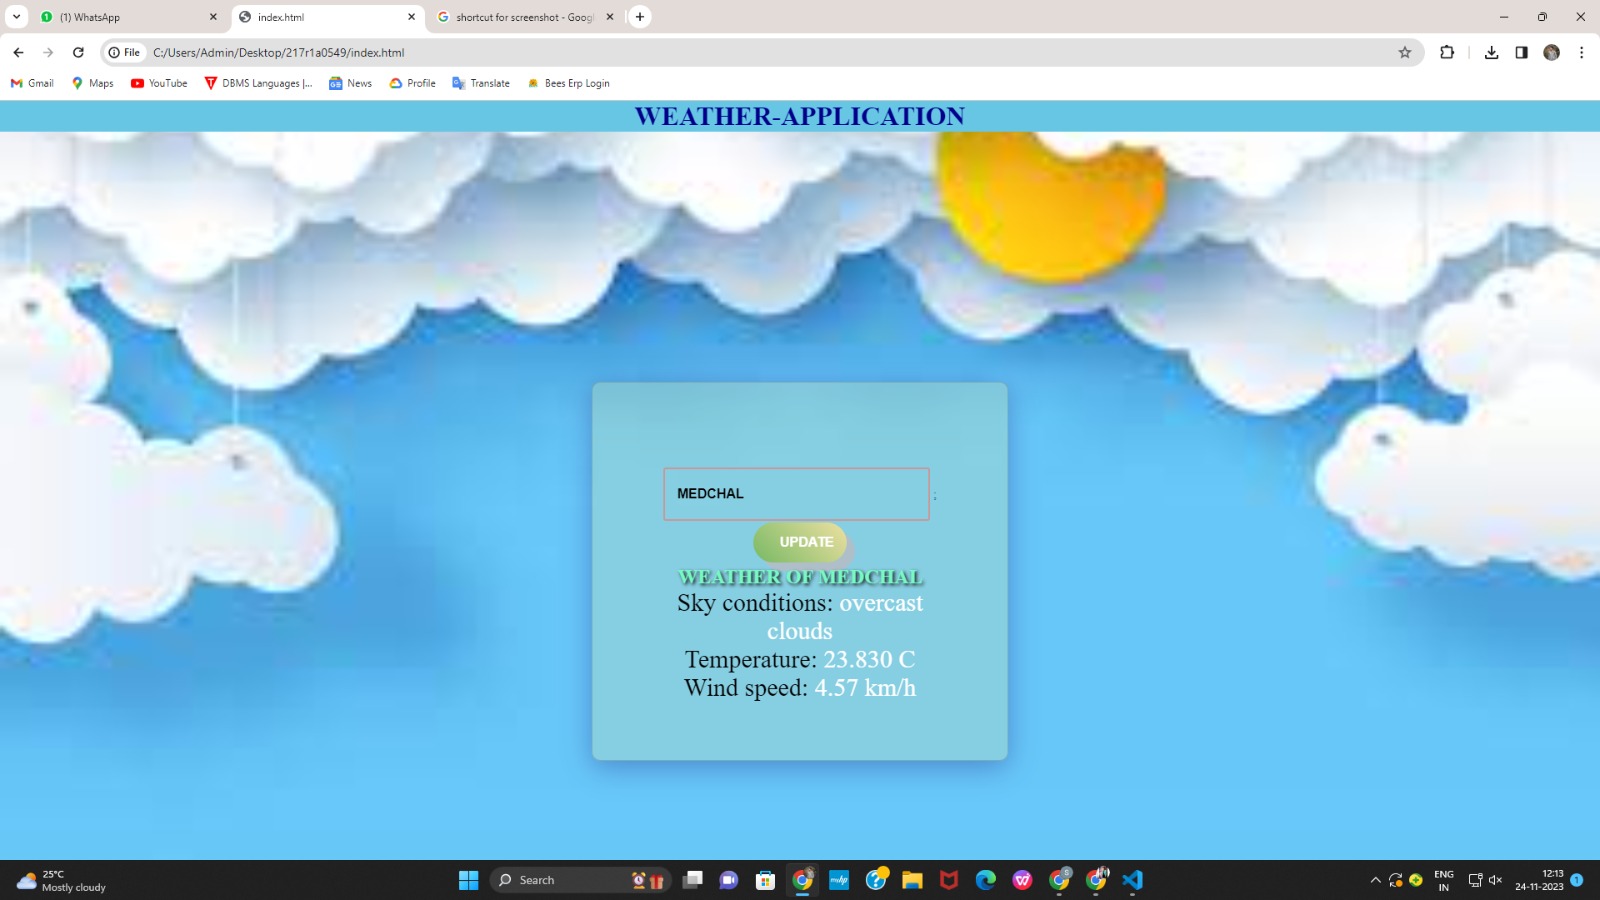 (1) WhatsApp
index.html
shortcut for screenshot - Googl
File
C:/Users/Admin/Desktop/217r1a0549/index.html
Gmail
Maps
YouTube
DBMS Languages |...
News
Profile
Translate
Bees Erp Login
WEATHER-APPLICATION
MEDCHAL
;
UPDATE
WEATHER OF MEDCHAL
Sky conditions: overcast
clouds
Temperature: 23.830 C
Wind speed: 4.57 km/h
25°C
Mostly cloudy
Search
ENG
IN
12:13
24-11-2023
1